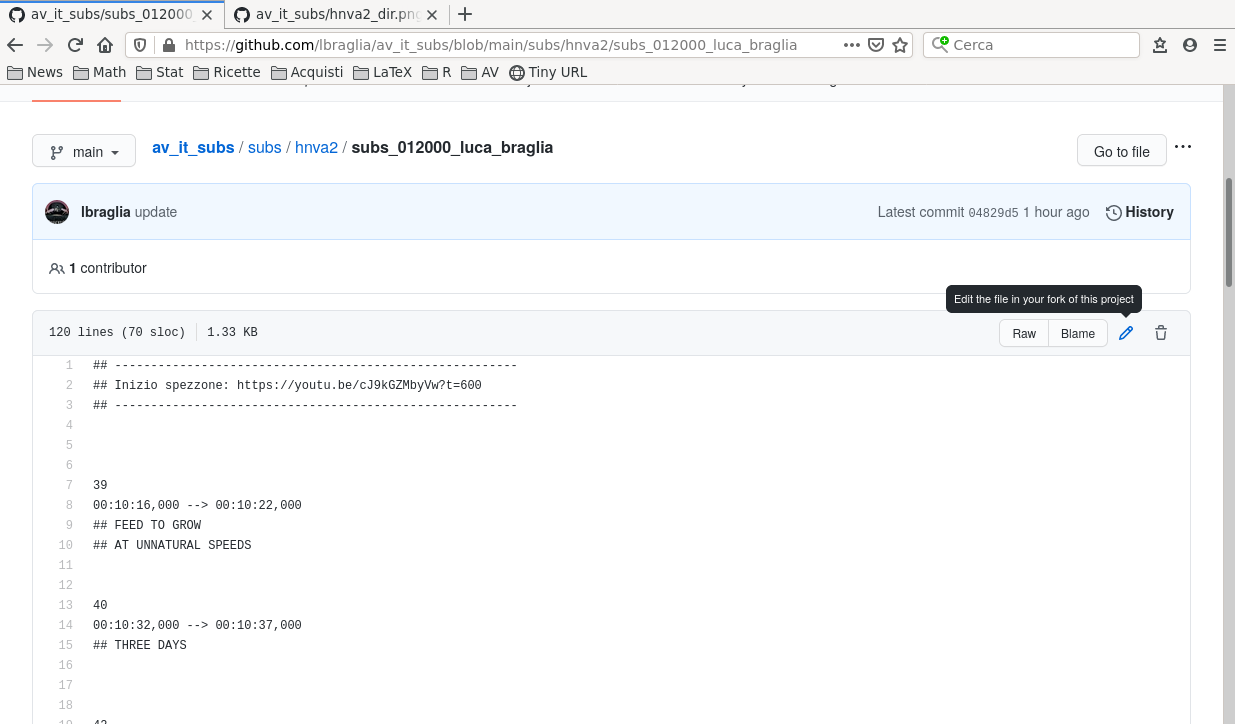 av_it_subs/subs_012000
av_it_subs/hnva2_dir.png
https://github.com/lbraglia/av_it_subs/blob/main/subs/hnva2/subs_012000_luca_braglia
Cerca
News Math Stat Ricette Acquisti LaTeX R AV Tiny URL
main
av_it_subs / subs / hnva2 / subs_012000_luca_braglia
Go to file
lbraglia update
Latest commit 04829d5 1 hour ago
History
1 contributor
Edit the file in your fork of this project
120 lines (70 sloc) 1.33 KB
Raw Blame
1 ## --------------------------------------------------------
2 ## Inizio spezzone: https://youtu.be/cJ9kGZMbyVw?t=600
3 ## --------------------------------------------------------
4
5
6
7 39
8 00:10:16,000 --> 00:10:22,000
9 ## FEED TO GROW
10 ## AT UNNATURAL SPEEDS
11
12
13 40
14 00:10:32,000 --> 00:10:37,000
15 ## THREE DAYS
16
17
18